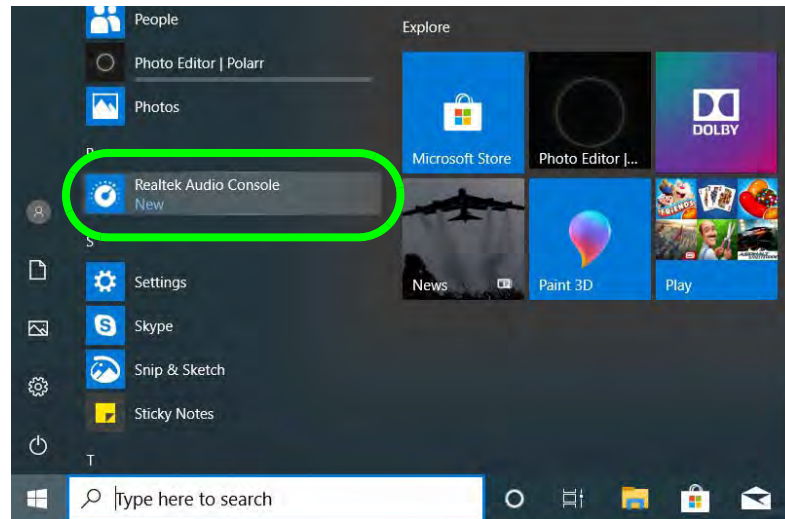 People
Photo Editor | Polarr
Photos
Realtek Audio Console
New
S
Settings
Skype
Snip & Sketch
Sticky Notes
T
Type here to search
Explore
Microsoft Store
Photo Editor |...
DOLBY
News
Paint 3D
Play